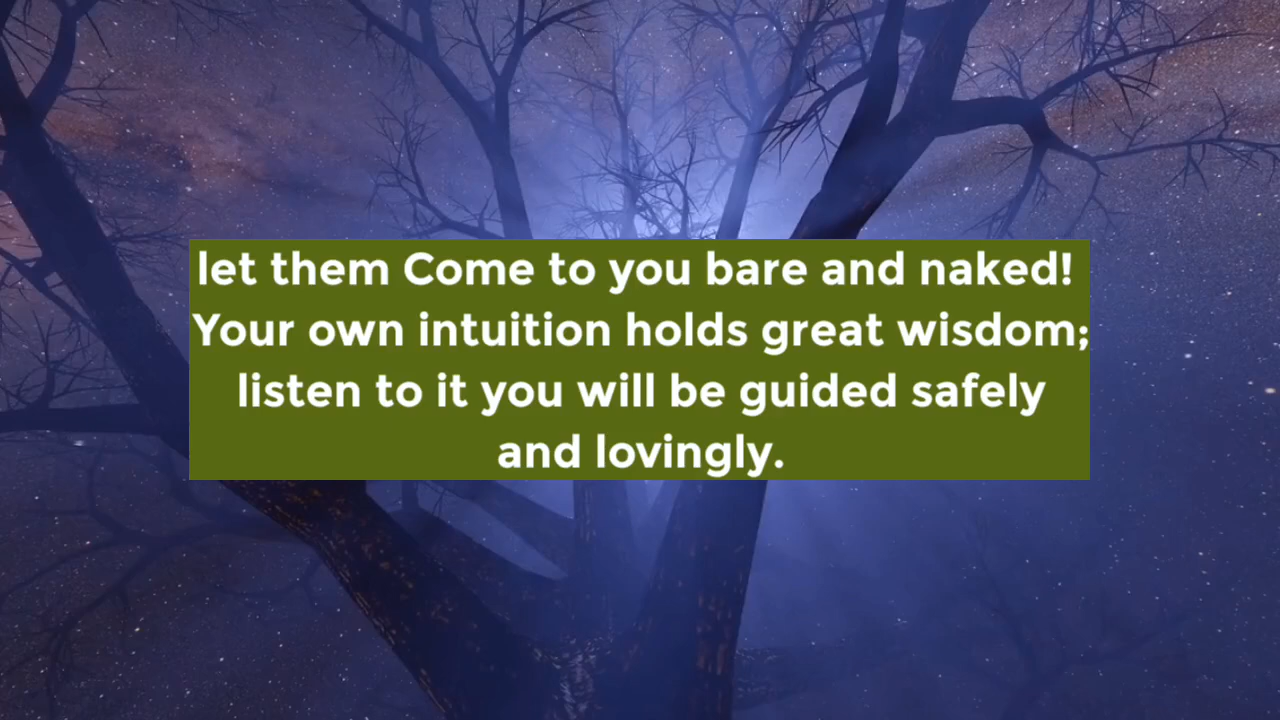 let them Come to you bare and naked!
Your own intuition holds great wisdom;
listen to it you will be guided safely
and lovingly.